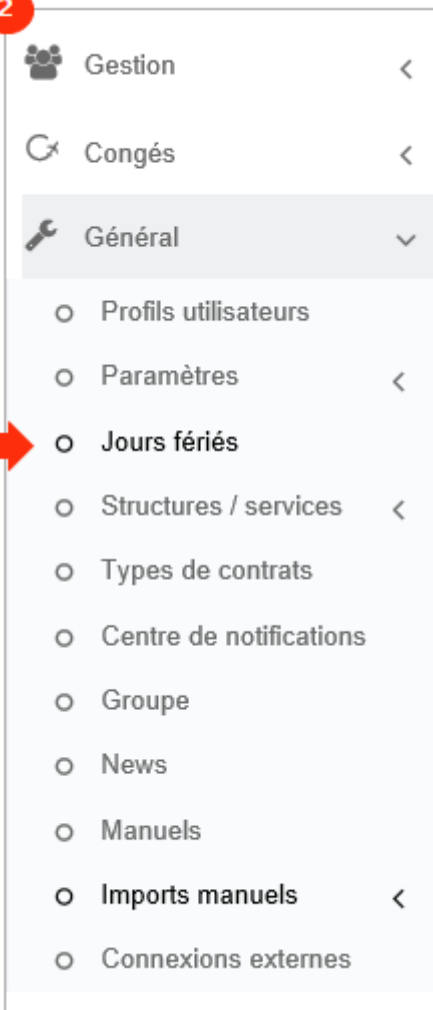 2
Gestion
Congés
Général
Profils utilisateurs
Paramètres
Jours fériés
Structures / services
Types de contrats
Centre de notifications
Groupe
News
Manuels
Imports manuels
Connexions externes